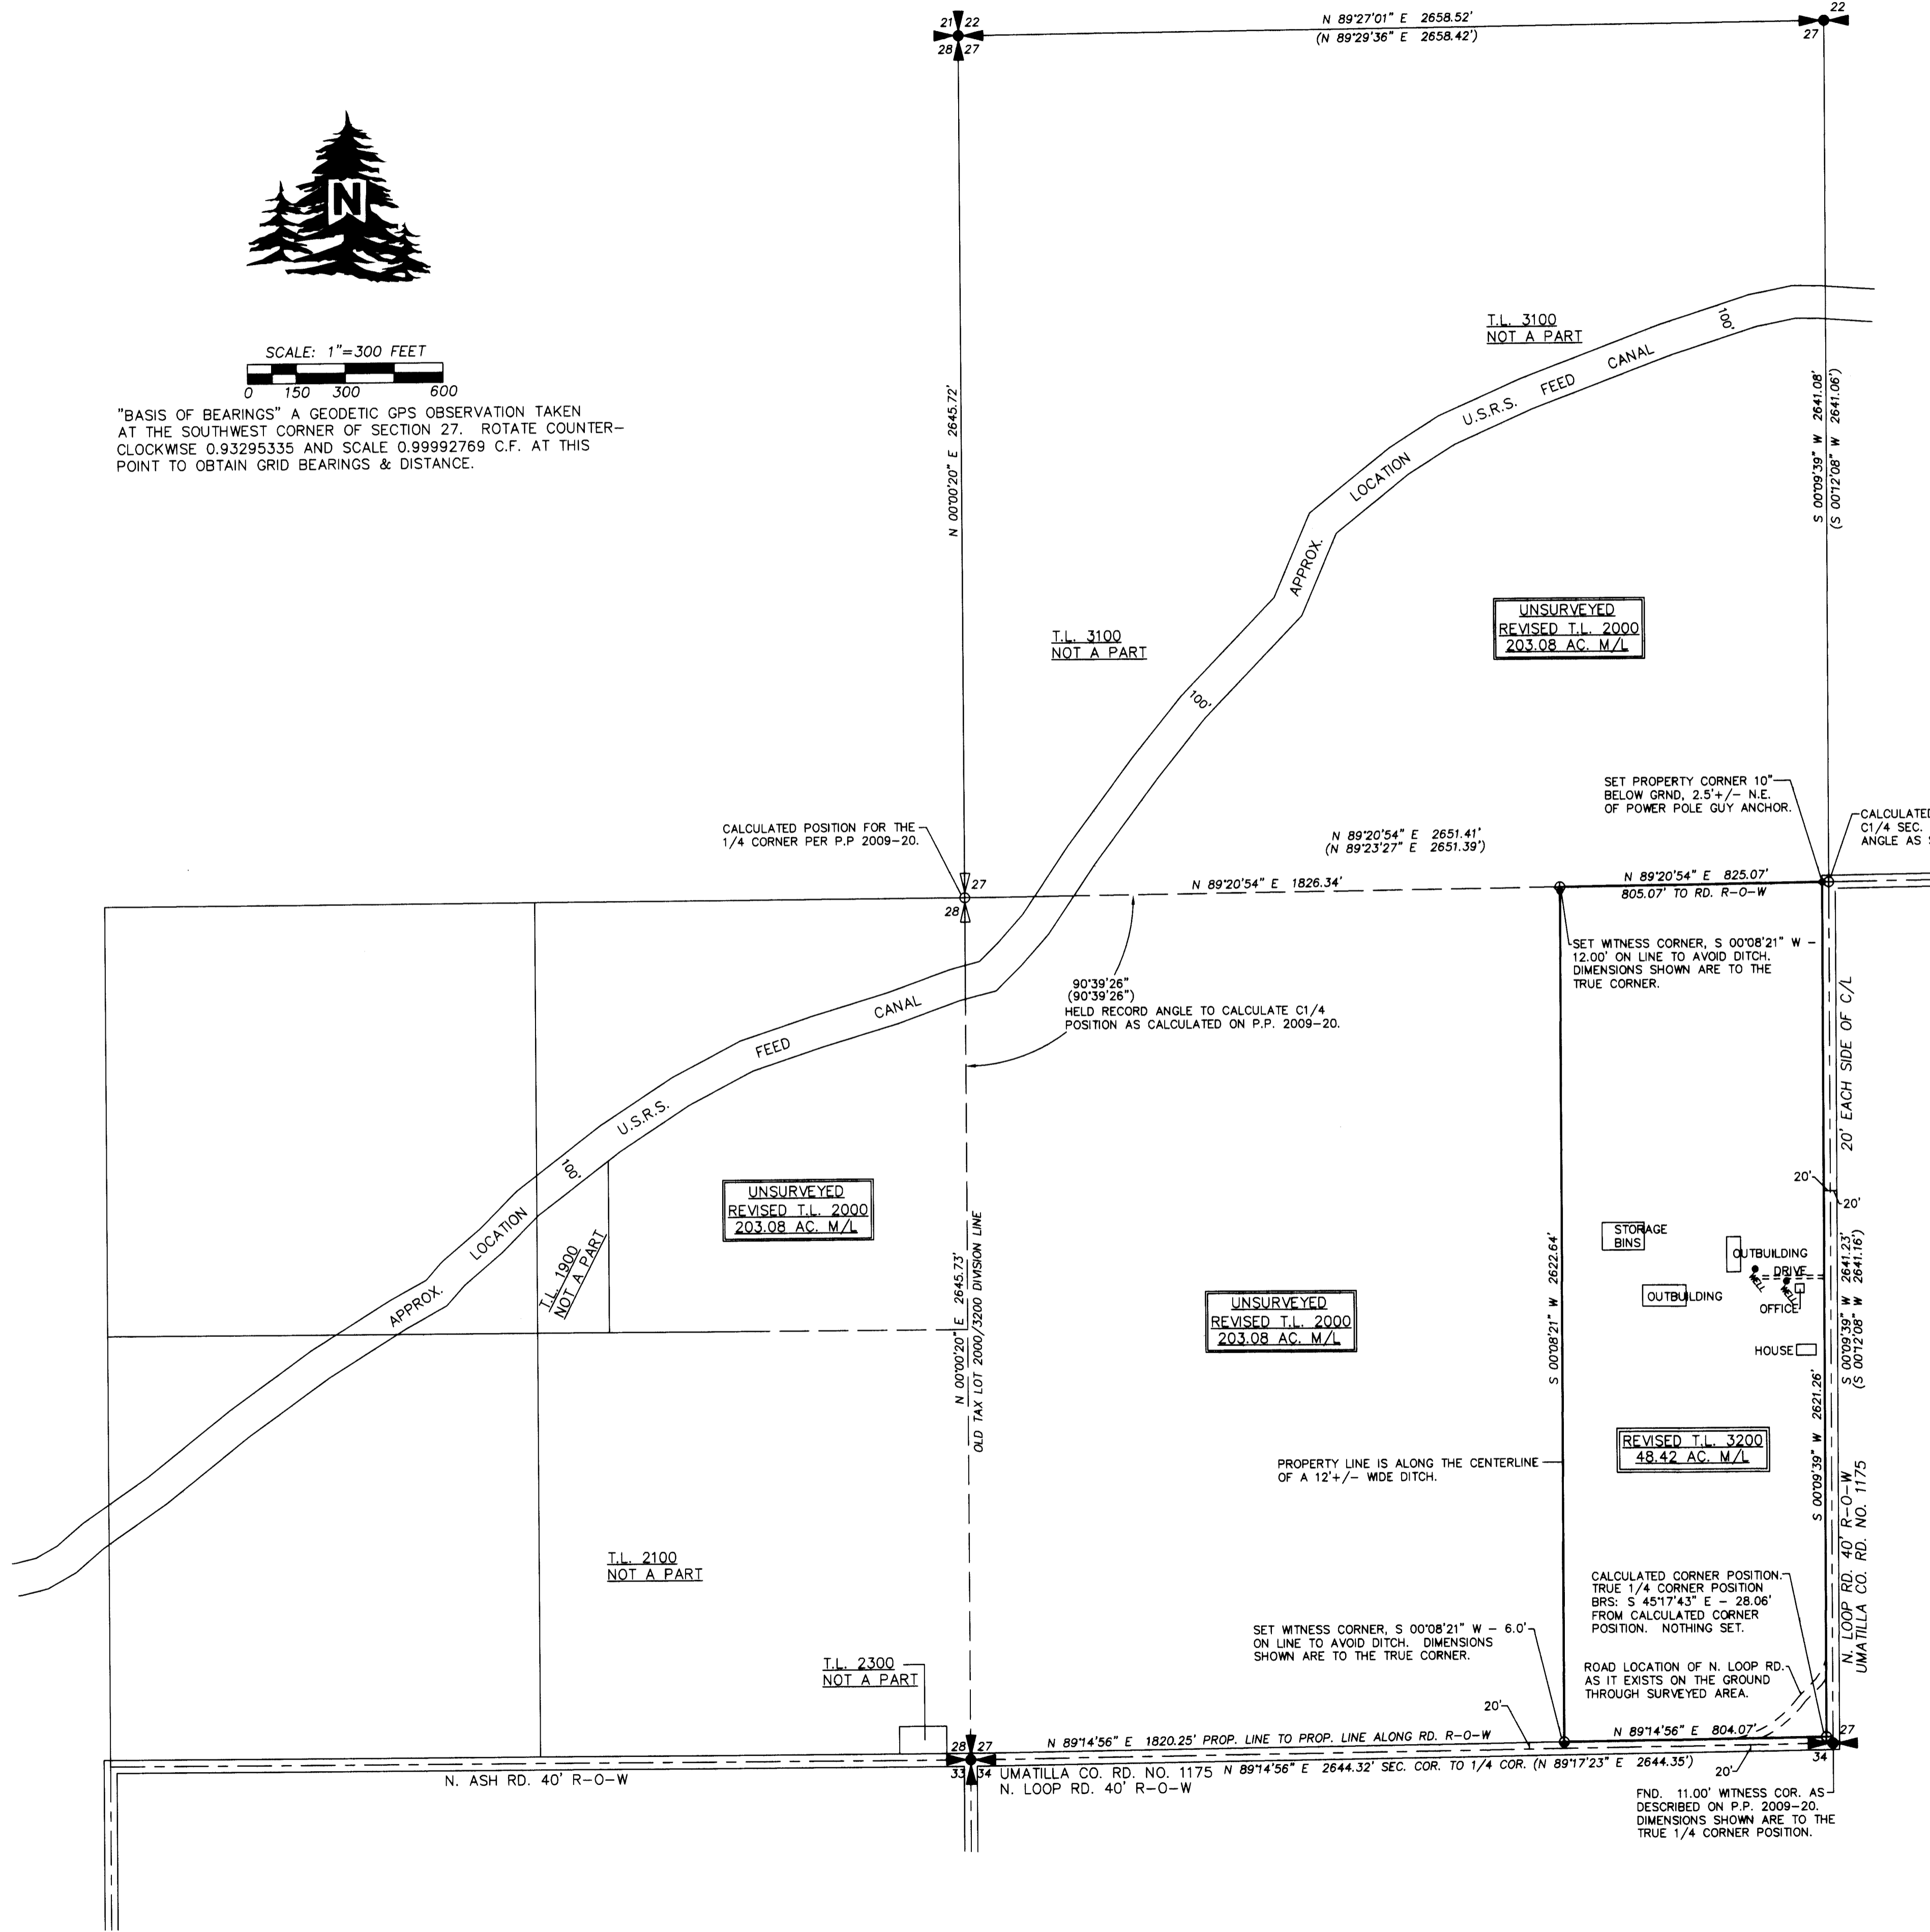 21 22
28 27
N 89°27'01" E 2658.52'
(N 89°29'36" E 2658.42')
22
27
N
SCALE: 1"=300 FEET
0 150 300 600
"BASIS OF BEARINGS" A GEODETIC GPS OBSERVATION TAKEN
AT THE SOUTHWEST CORNER OF SECTION 27. ROTATE COUNTER-
CLOCKWISE 0.93295335 AND SCALE 0.99992769 C.F. AT THIS
POINT TO OBTAIN GRID BEARINGS & DISTANCE.
N 00°00'20" E 2645.72'
S 00°09'39" W 2641.08'
(S 00°12'08" W 2641.06')
T.L. 3100
NOT A PART
100'
U.S.R.S. FEED CANAL
APPROX. LOCATION
T.L. 3100
NOT A PART
100'
UNSURVEYED
REVISED T.L. 2000
203.08 AC. M/L
SET PROPERTY CORNER 10"
BELOW GRND, 2.5'+/- N.E.
OF POWER POLE GUY ANCHOR.
CALCULATED
C1/4 SEC.
ANGLE AS
CALCULATED POSITION FOR THE
1/4 CORNER PER P.P 2009-20.
N 89°20'54" E 2651.41'
(N 89°23'27" E 2651.39')
27
28
N 89°20'54" E 1826.34'
N 89°20'54" E 825.07'
805.07' TO RD. R-O-W
SET WITNESS CORNER, S 00°08'21" W -
12.00' ON LINE TO AVOID DITCH.
DIMENSIONS SHOWN ARE TO THE
TRUE CORNER.
90°39'26"
(90°39'26")
HELD RECORD ANGLE TO CALCULATE C1/4
POSITION AS CALCULATED ON P.P. 2009-20.
20' EACH SIDE OF C/L
APPROX. LOCATION
U.S.R.S. FEED CANAL
100'
T.L. 1900
NOT A PART
UNSURVEYED
REVISED T.L. 2000
203.08 AC. M/L
N 00°00'20" E 2645.73'
OLD TAX LOT 2000/3200 DIVISION LINE
UNSURVEYED
REVISED T.L. 2000
203.08 AC. M/L
S 00°08'21" W 2622.64'
20'
20'
STORAGE
BINS
OUTBUILDING
DRIVE
WELL
WELL
OUTBUILDING
OFFICE
HOUSE
S 00°09'39" W 2641.23'
(S 00°12'08" W 2641.16')
S 00°09'39" W 2621.26'
REVISED T.L. 3200
48.42 AC. M/L
PROPERTY LINE IS ALONG THE CENTERLINE
OF A 12'+/- WIDE DITCH.
N. LOOP RD. 40' R-O-W
UMATILLA CO. RD. NO. 1175
T.L. 2100
NOT A PART
CALCULATED CORNER POSITION.
TRUE 1/4 CORNER POSITION
BRS: S 45°17'43" E - 28.06'
FROM CALCULATED CORNER
POSITION. NOTHING SET.
SET WITNESS CORNER, S 00°08'21" W - 6.0'
ON LINE TO AVOID DITCH. DIMENSIONS
SHOWN ARE TO THE TRUE CORNER.
ROAD LOCATION OF N. LOOP RD.
AS IT EXISTS ON THE GROUND
THROUGH SURVEYED AREA.
T.L. 2300
NOT A PART
20'
28 27
33 34
N 89°14'56" E 1820.25' PROP. LINE TO PROP. LINE ALONG RD. R-O-W
N 89°14'56" E 804.07'
27
34
N. ASH RD. 40' R-O-W
UMATILLA CO. RD. NO. 1175
N. LOOP RD. 40' R-O-W
N 89°14'56" E 2644.32' SEC. COR. TO 1/4 COR. (N 89°17'23" E 2644.35')
20'
FND. 11.00' WITNESS COR. AS
DESCRIBED ON P.P. 2009-20.
DIMENSIONS SHOWN ARE TO THE
TRUE 1/4 CORNER POSITION.